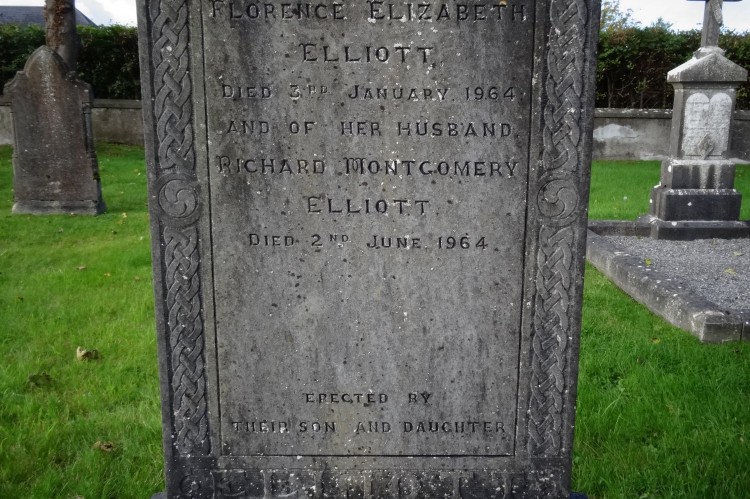 Florence Elizabeth
Elliott
Died 3rd January, 1964
and of her husband,
Richard Montgomery
Elliott.
Died 2nd June, 1964.
erected by
their son and daughter